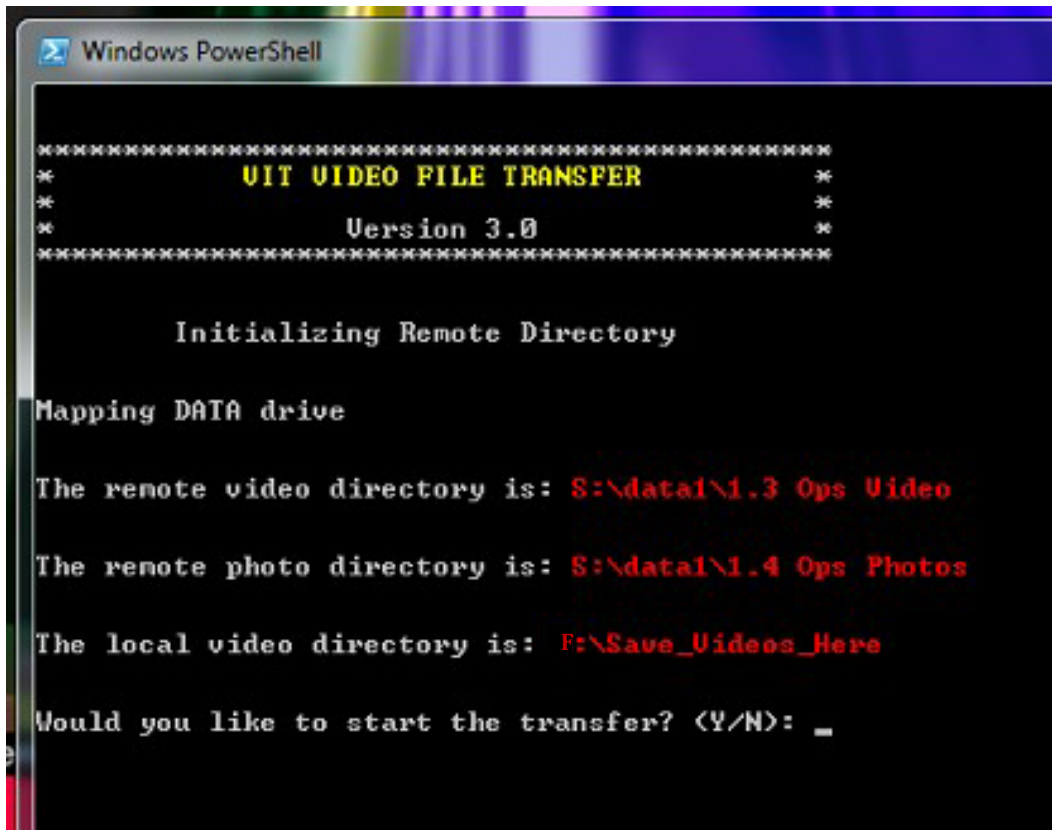 Windows PowerShell
**********************************************
* VIT VIDEO FILE TRANSFER *
* *
* Version 3.0 *
**********************************************
Initializing Remote Directory
Mapping DATA drive
The remote video directory is: S:\data1\1.3 Ops Video
The remote photo directory is: S:\data1\1.4 Ops Photos
The local video directory is: F:\Save_Videos_Here
Would you like to start the transfer? (Y/N): _